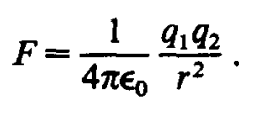 F = \frac{1}{4\pi\epsilon_0} \frac{q_1 q_2}{r^2} .